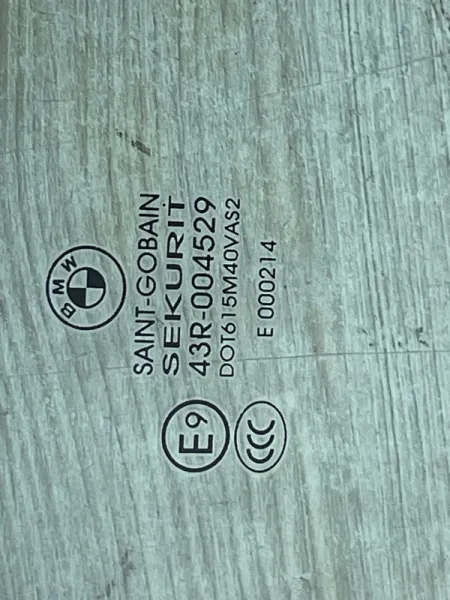 BMW
SAINT-GOBAIN
SEKURIT
43R-004529
DOT615M40VAS2
E 000214
E9
CCC